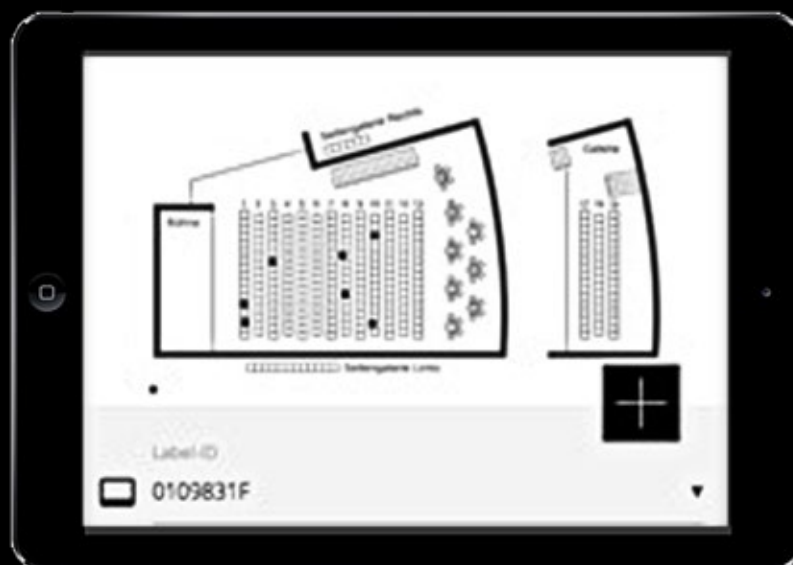 Seitengalerie Rechts
Galerie
Bühne
Seitengalerie Links
Label-ID
0109831F